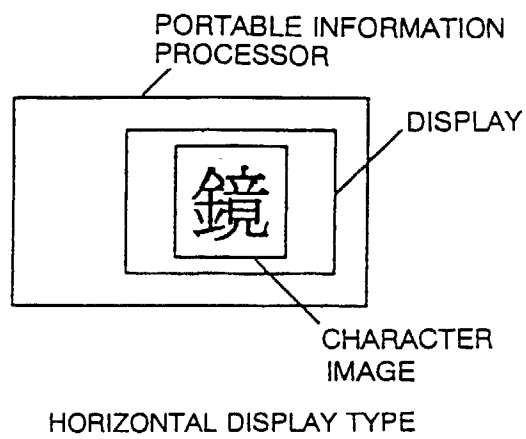 PORTABLE INFORMATION
PROCESSOR
DISPLAY
鏡
CHARACTER
IMAGE
HORIZONTAL DISPLAY TYPE